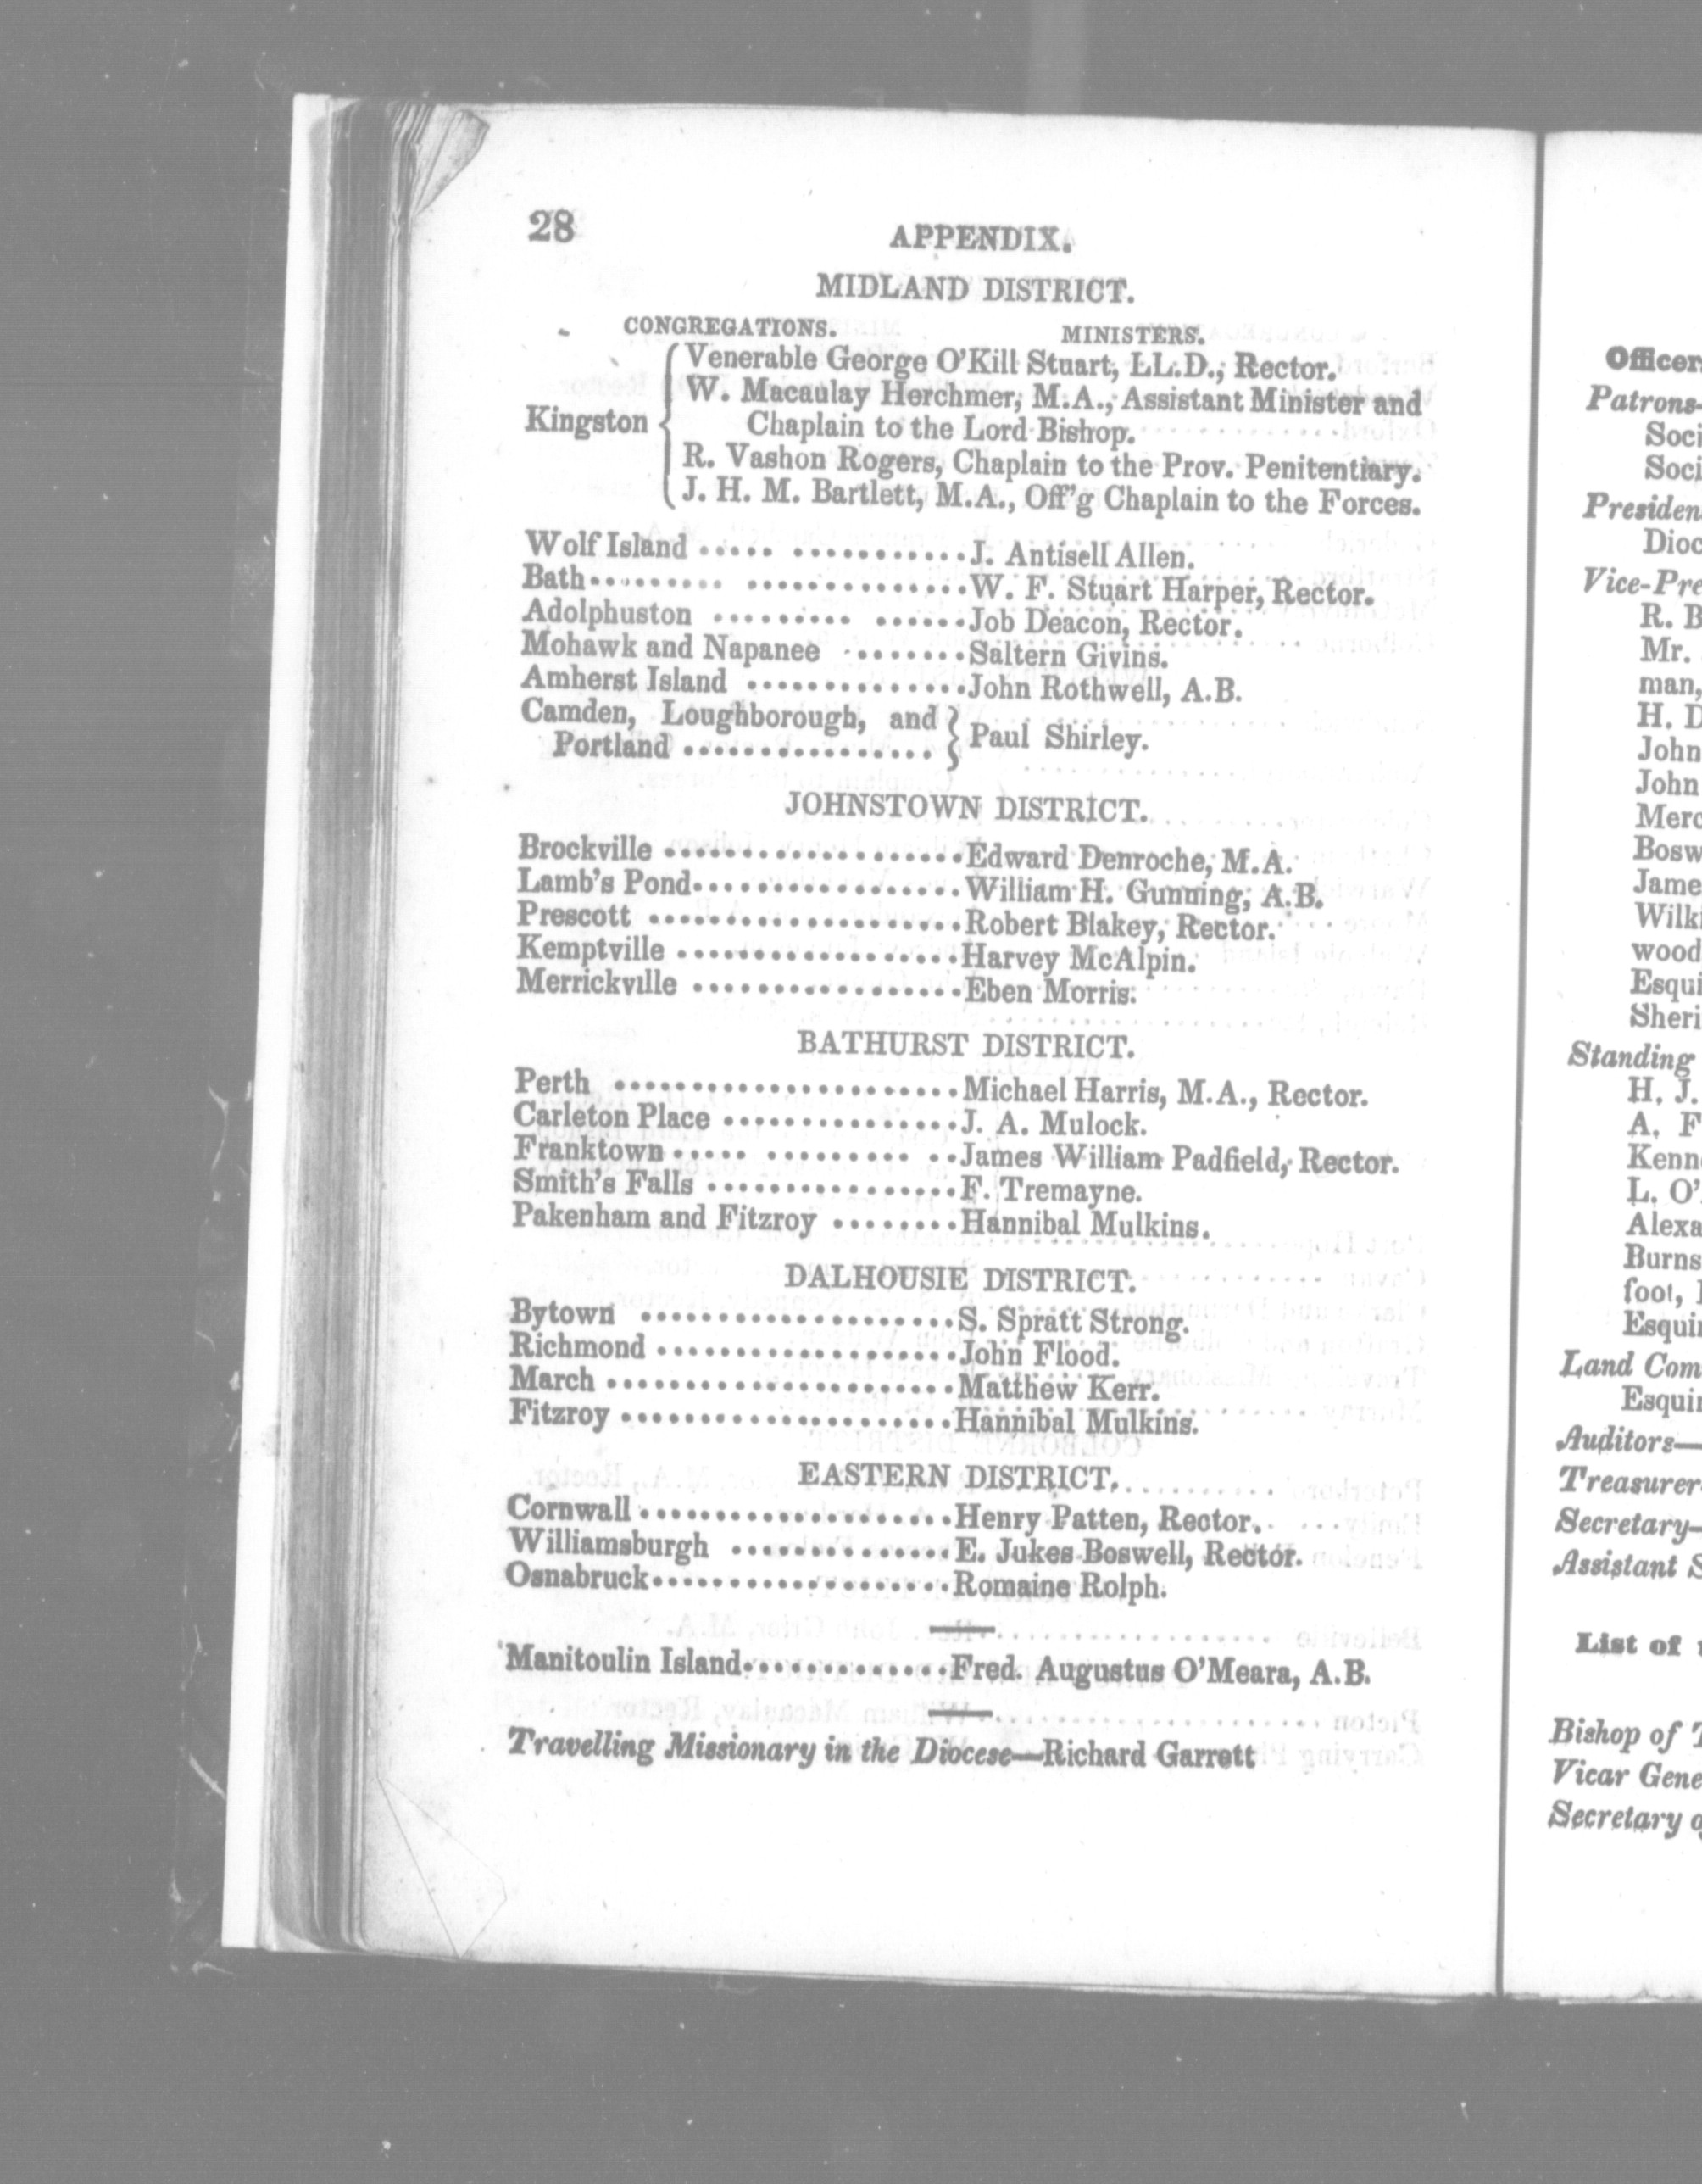 28
APPENDIX.
MIDLAND DISTRICT.
CONGREGATIONS. MINISTERS.
Kingston
Venerable George O'Kill Stuart, LL.D., Rector.
W. Macaulay Herchmer, M.A., Assistant Minister and
Chaplain to the Lord Bishop.
R. Vashon Rogers, Chaplain to the Prov. Penitentiary.
J. H. M. Bartlett, M.A., Off'g Chaplain to the Forces.
Wolf Island ................ J. Antisell Allen.
Bath ..................... W. F. Stuart Harper, Rector.
Adolphuston ............... Job Deacon, Rector.
Mohawk and Napanee ........ Saltern Givins.
Amherst Island .............. John Rothwell, A.B.
Camden, Loughborough, and
Portland ................ } Paul Shirley.
JOHNSTOWN DISTRICT.
Brockville ................... Edward Denroche, M.A.
Lamb's Pond ................. William H. Gunning, A.B.
Prescott .................... Robert Blakey, Rector.
Kemptville .................. Harvey McAlpin.
Merrickville ................. Eben Morris.
BATHURST DISTRICT.
Perth ...................... Michael Harris, M.A., Rector.
Carleton Place ............... J. A. Mulock.
Franktown ................ James William Padfield, Rector.
Smith's Falls ................ F. Tremayne.
Pakenham and Fitzroy ........ Hannibal Mulkins.
DALHOUSIE DISTRICT.
Bytown .................... S. Spratt Strong.
Richmond ................... John Flood.
March ...................... Matthew Kerr.
Fitzroy ..................... Hannibal Mulkins.
EASTERN DISTRICT.
Cornwall .................... Henry Patten, Rector.
Williamsburgh .............. E. Jukes Boswell, Rector.
Osnabruck ................... Romaine Rolph.
Manitoulin Island ............. Fred. Augustus O'Meara, A.B.
Travelling Missionary in the Diocese—Richard Garrett
Officers
Patrons—
Soci
Soci
Presiden
Dioc
Vice-Pre
R. B
Mr.
man,
H. D
John
John
Merc
Bosw
Jame
Wilki
wood
Esqui
Sheri
Standing
H. J.
A. F
Kenn
L. O'
Alexa
Burns
foot,
Esquir
Land Com
Esquir
Auditors—
Treasurer
Secretary—
Assistant S
List of
Bishop of T
Vicar Gene
Secretary of